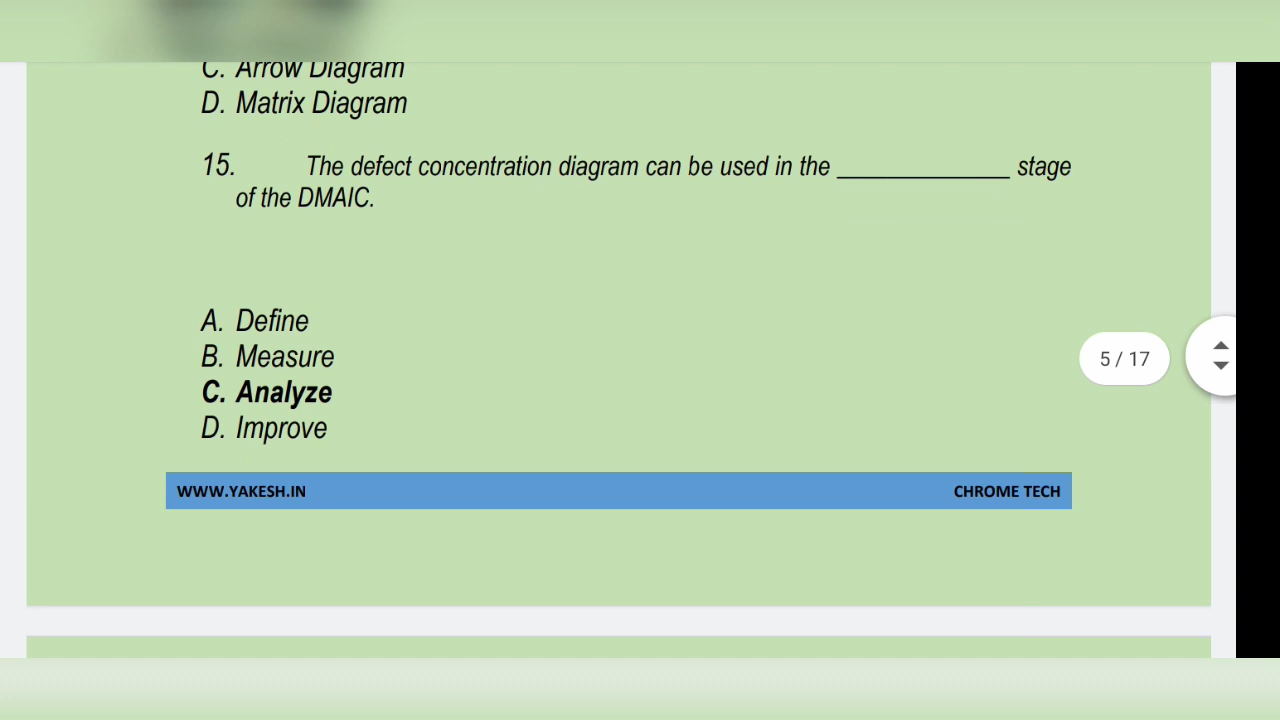 C. Arrow Diagram
D. Matrix Diagram
15. The defect concentration diagram can be used in the ______________ stage
of the DMAIC.
A. Define
B. Measure
C. Analyze
D. Improve
5 / 17
WWW.YAKESH.IN CHROME TECH